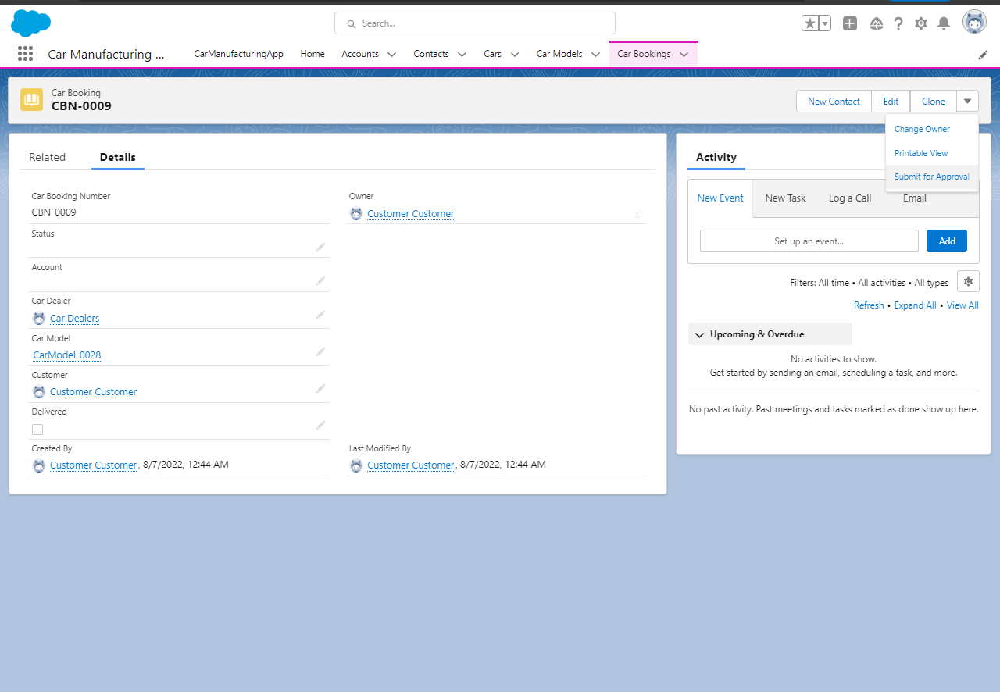 Search...
Car Manufacturing ...
CarManufacturingApp
Home
Accounts
Contacts
Cars
Car Models
Car Bookings
Car Booking
CBN-0009
New Contact
Edit
Clone
Change Owner
Printable View
Submit for Approval
Related
Details
Car Booking Number
CBN-0009
Owner
Customer Customer
Status
Account
Car Dealer
Car Dealers
Car Model
CarModel-0028
Customer
Customer Customer
Delivered
Created By
Customer Customer, 8/7/2022, 12:44 AM
Last Modified By
Customer Customer, 8/7/2022, 12:44 AM
Activity
New Event
New Task
Log a Call
Email
Set up an event...
Add
Filters: All time • All activities • All types
Refresh • Expand All • View All
Upcoming & Overdue
No activities to show.
Get started by sending an email, scheduling a task, and more.
No past activity. Past meetings and tasks marked as done show up here.